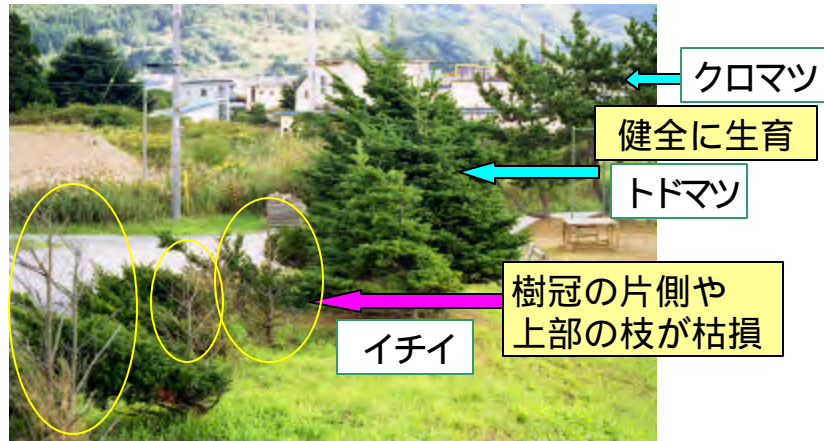 クロマツ
健全に生育
トドマツ
樹冠の片側や
上部の枝が枯損
イチイ